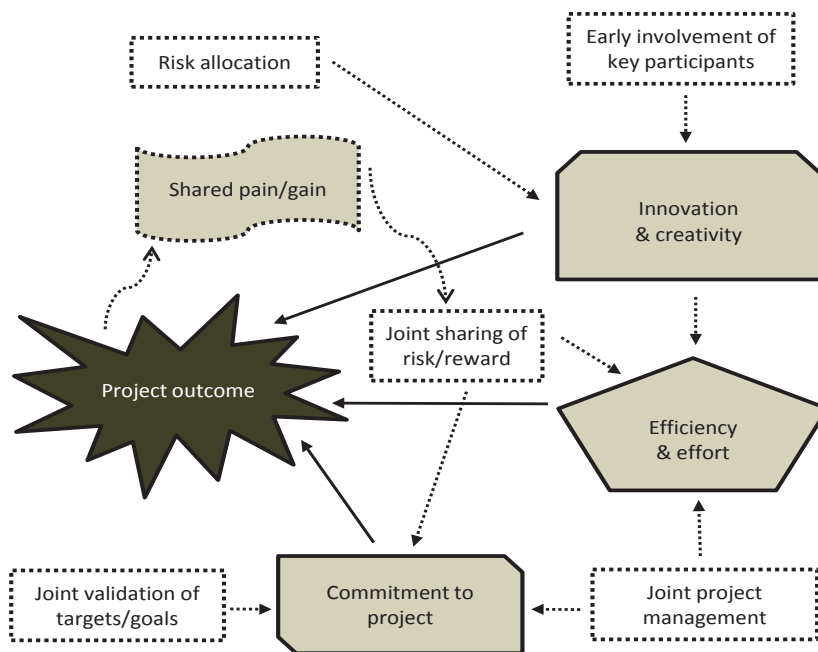 Early involvement of
key participants
Risk allocation
Shared pain/gain
Innovation
& creativity
Joint sharing of
risk/reward
Project outcome
Efficiency
& effort
Joint validation of
targets/goals
Commitment to
project
Joint project
management